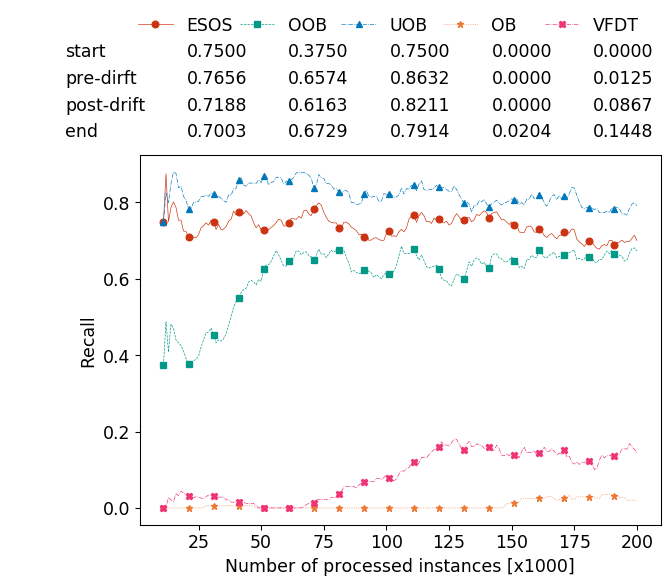 ESOS OOB UOB OB VFDT
start 0.7500 0.3750 0.7500 0.0000 0.0000
pre-dirft 0.7656 0.6574 0.8632 0.0000 0.0125
post-drift 0.7188 0.6163 0.8211 0.0000 0.0867
end 0.7003 0.6729 0.7914 0.0204 0.1448
0.8
0.6
0.4
0.2
0.0
Recall
25 50 75 100 125 150 175 200
Number of processed instances [x1000]